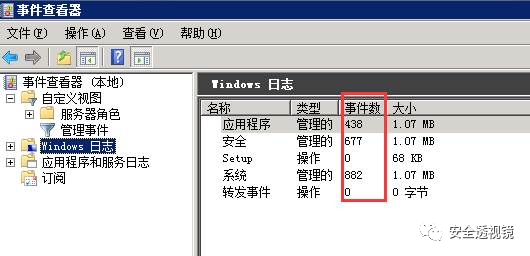 事件查看器
文件(F) 操作(A) 查看(V) 帮助(H)
事件查看器 (本地)
自定义视图
服务器角色
管理事件
Windows 日志
应用程序和服务日志
订阅
Windows 日志
名称 类型 事件数 大小
应用程序 管理的 438 1.07 MB
安全 管理的 677 1.07 MB
Setup 操作 0 68 KB
系统 管理的 882 1.07 MB
转发事件 操作 0 0 字节
安全透视镜